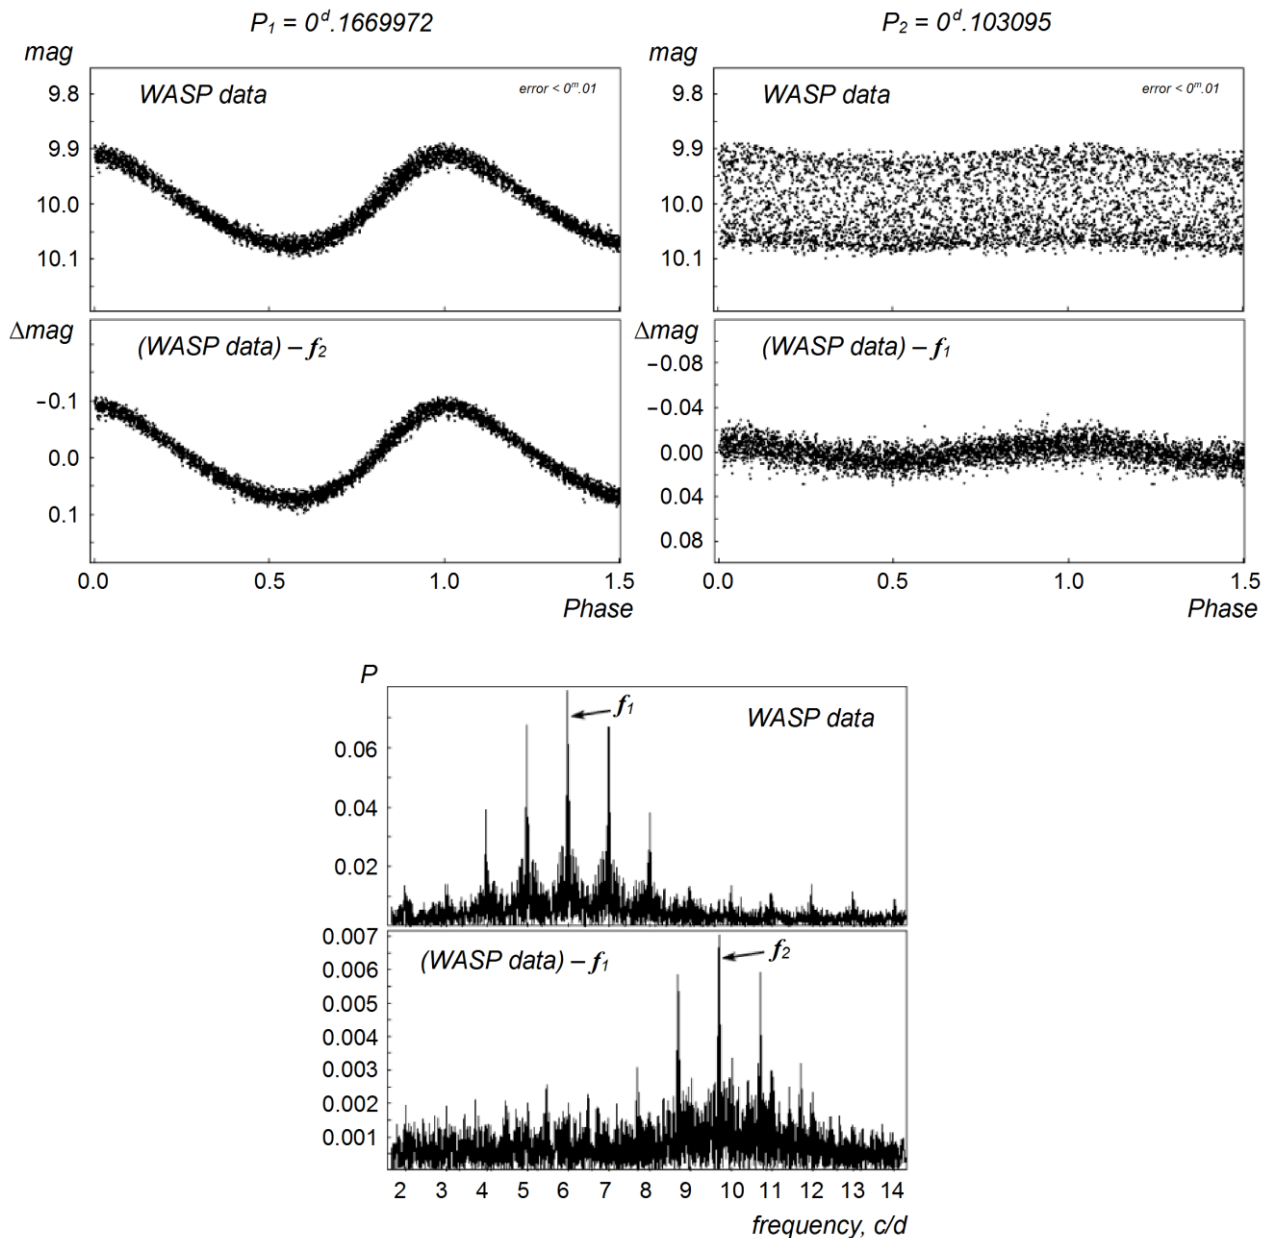 P₁ = 0ᵈ.1669972
P₂ = 0ᵈ.103095
mag
WASP data
error < 0ᵐ.01
9.8
9.9
10.0
10.1
mag
WASP data
error < 0ᵐ.01
9.8
9.9
10.0
10.1
Δmag
(WASP data) – f₂
−0.1
0.0
0.1
0.0 0.5 1.0 1.5
Phase
Δmag
(WASP data) – f₁
−0.08
−0.04
0.00
0.04
0.08
0.0 0.5 1.0 1.5
Phase
P
f₁
WASP data
0.06
0.04
0.02
(WASP data) – f₁
f₂
0.007
0.006
0.005
0.004
0.003
0.002
0.001
2 3 4 5 6 7 8 9 10 11 12 13 14
frequency, c/d